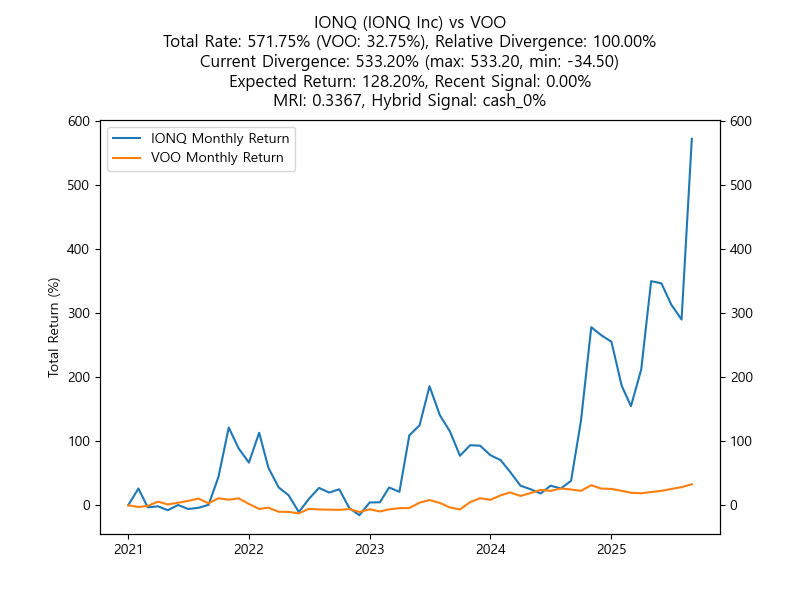 IONQ (IONQ Inc) vs VOO
Total Rate: 571.75% (VOO: 32.75%), Relative Divergence: 100.00%
Current Divergence: 533.20% (max: 533.20, min: -34.50)
Expected Return: 128.20%, Recent Signal: 0.00%
MRI: 0.3367, Hybrid Signal: cash_0%
IONQ Monthly Return
VOO Monthly Return
Total Return (%)
600
500
400
300
200
100
0
600
500
400
300
200
100
0
2021
2022
2023
2024
2025